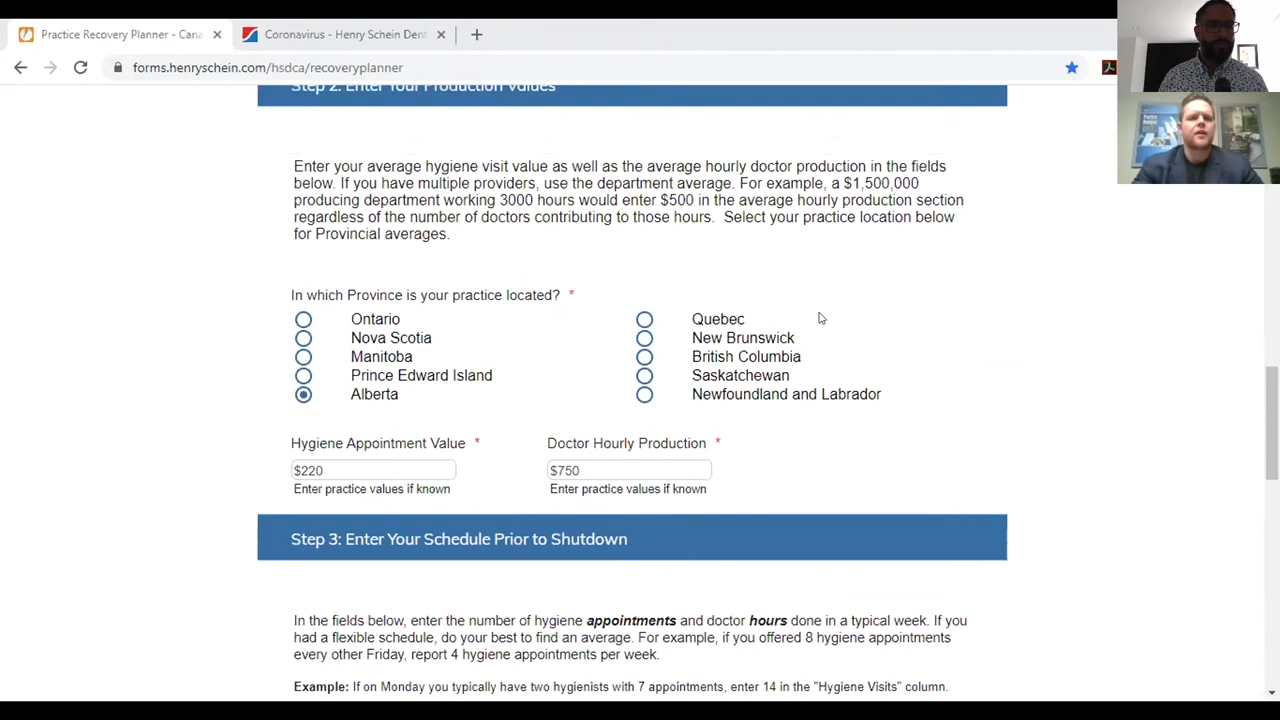 Practice Recovery Planner - Cana
Coronavirus - Henry Schein Dent
forms.henryschein.com/hsdca/recoveryplanner
Step 2: Enter Your Production Values
Enter your average hygiene visit value as well as the average hourly doctor production in the fields
below. If you have multiple providers, use the department average. For example, a $1,500,000
producing department working 3000 hours would enter $500 in the average hourly production section
regardless of the number of doctors contributing to those hours. Select your practice location below
for Provincial averages.
In which Province is your practice located? *
Ontario
Quebec
Nova Scotia
New Brunswick
Manitoba
British Columbia
Prince Edward Island
Saskatchewan
Alberta
Newfoundland and Labrador
Hygiene Appointment Value *
Doctor Hourly Production *
$220
$750
Enter practice values if known
Enter practice values if known
Step 3: Enter Your Schedule Prior to Shutdown
In the fields below, enter the number of hygiene appointments and doctor hours done in a typical week. If you
had a flexible schedule, do your best to find an average. For example, if you offered 8 hygiene appointments
every other Friday, report 4 hygiene appointments per week.
Example: If on Monday you typically have two hygienists with 7 appointments, enter 14 in the "Hygiene Visits" column.